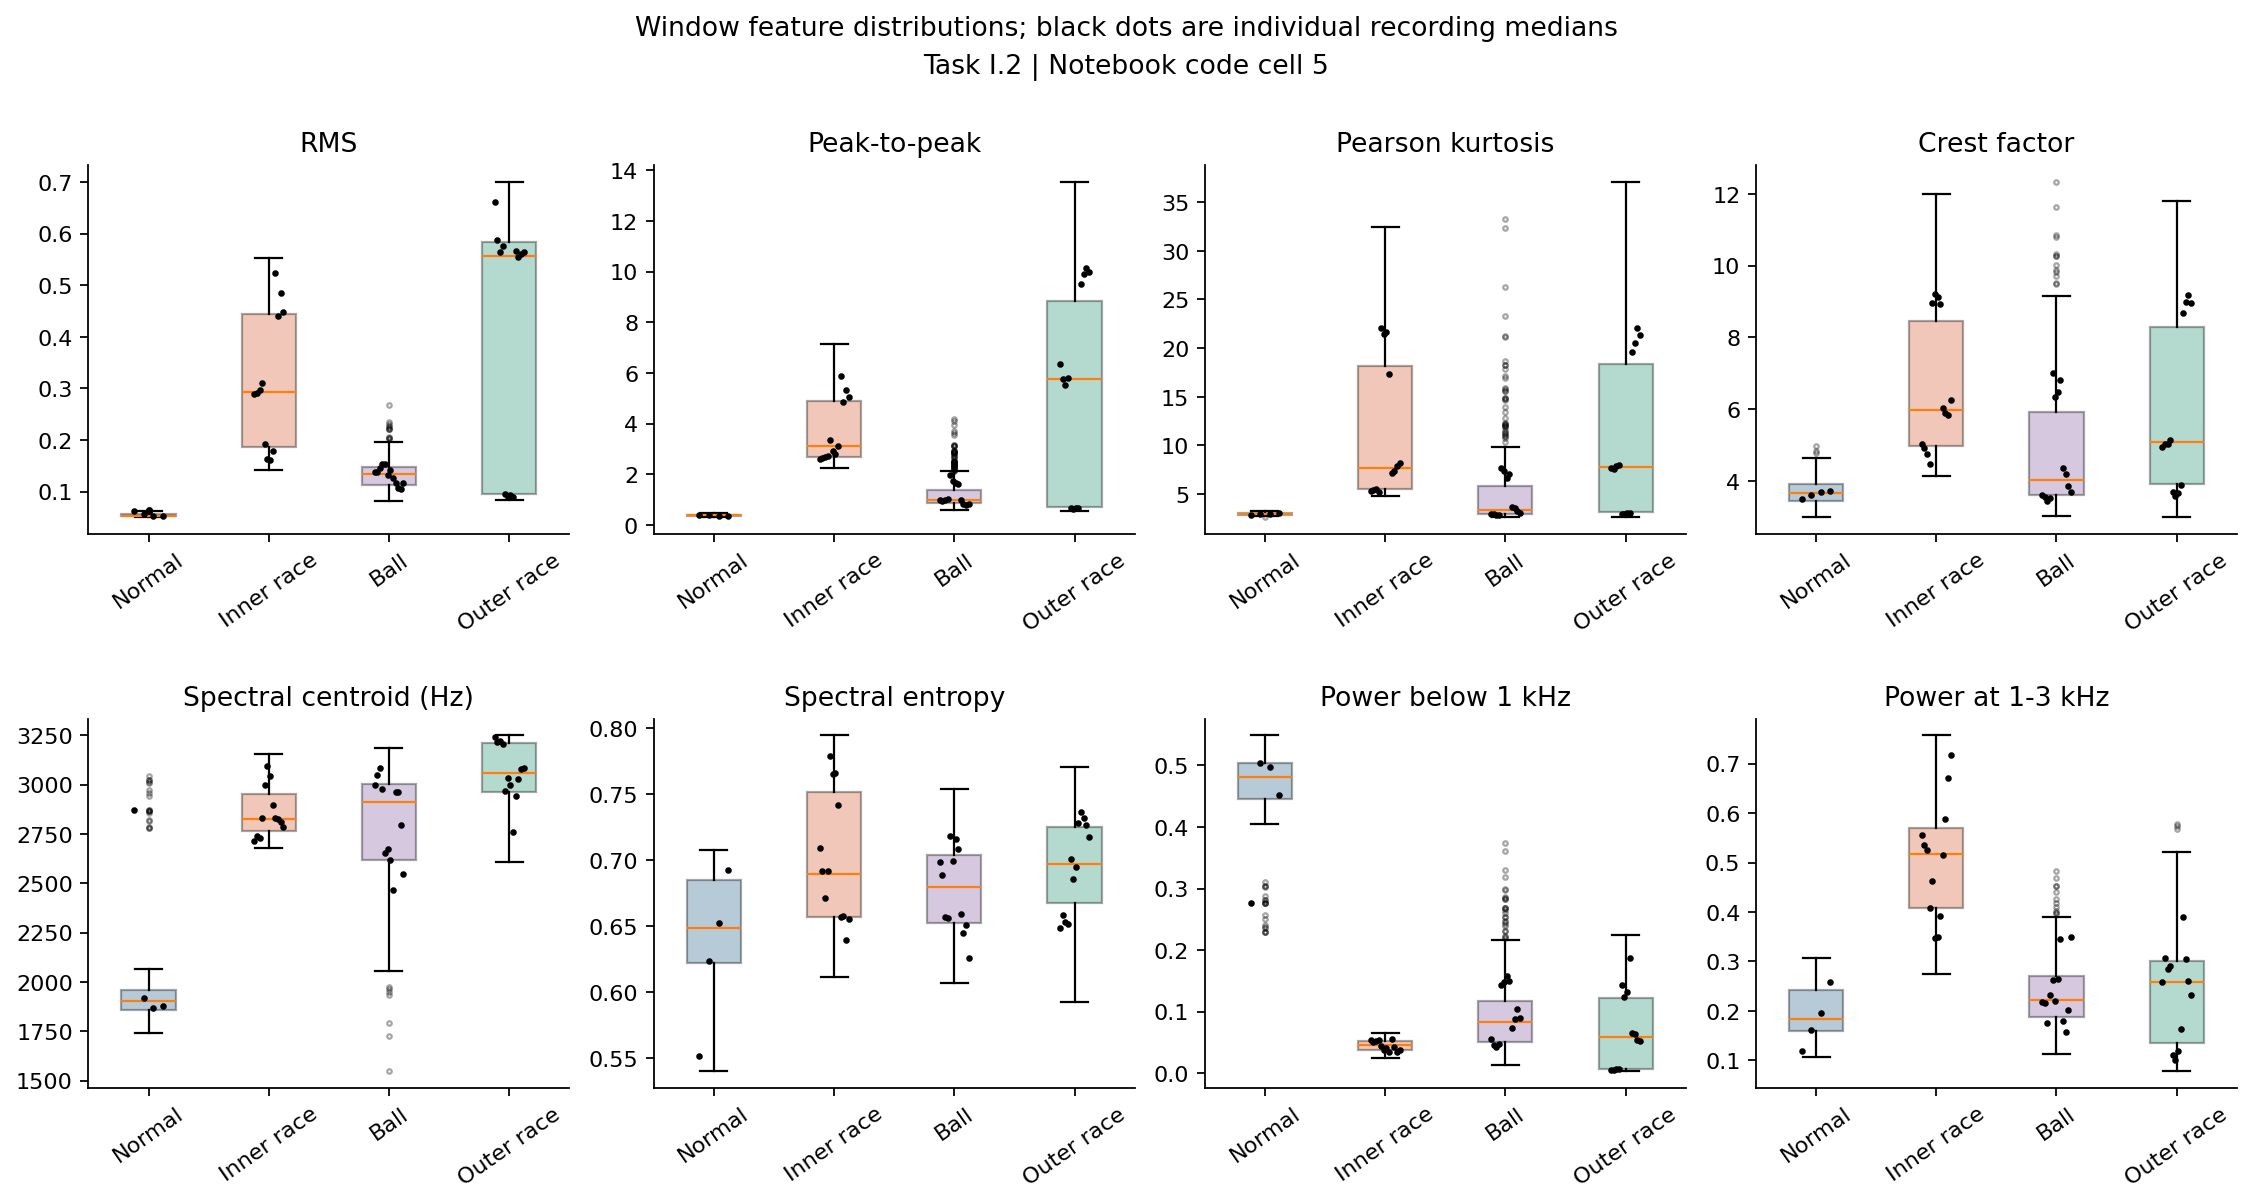 Window feature distributions; black dots are individual recording medians
Task I.2 | Notebook code cell 5
RMS
0.7
0.6
0.5
0.4
0.3
0.2
0.1
Normal
Inner race
Ball
Outer race
Peak-to-peak
14
12
10
8
6
4
2
0
Normal
Inner race
Ball
Outer race
Pearson kurtosis
35
30
25
20
15
10
5
Normal
Inner race
Ball
Outer race
Crest factor
12
10
8
6
4
Normal
Inner race
Ball
Outer race
Spectral centroid (Hz)
3250
3000
2750
2500
2250
2000
1750
1500
Normal
Inner race
Ball
Outer race
Spectral entropy
0.80
0.75
0.70
0.65
0.60
0.55
Normal
Inner race
Ball
Outer race
Power below 1 kHz
0.5
0.4
0.3
0.2
0.1
0.0
Normal
Inner race
Ball
Outer race
Power at 1-3 kHz
0.7
0.6
0.5
0.4
0.3
0.2
0.1
Normal
Inner race
Ball
Outer race